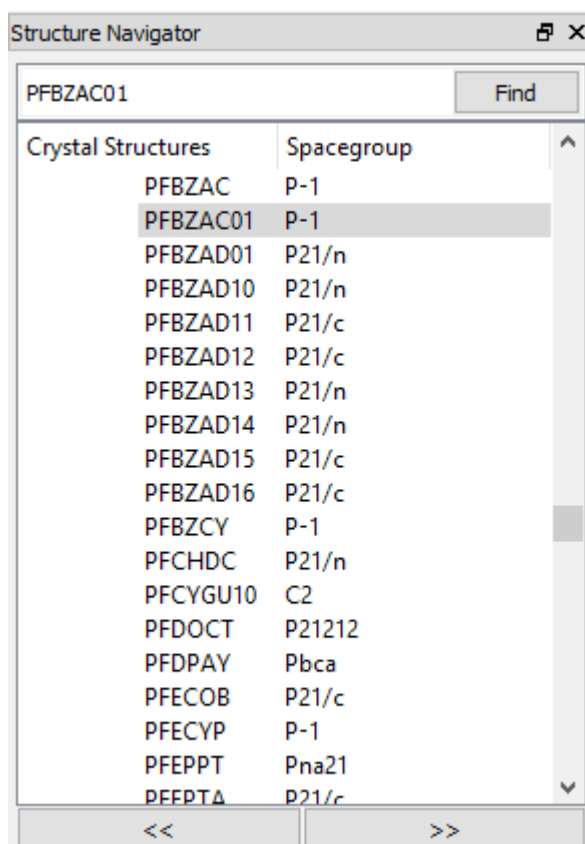 Structure Navigator
PFBZAC01 Find
Crystal Structures Spacegroup
PFBZAC P-1
PFBZAC01 P-1
PFBZAD01 P21/n
PFBZAD10 P21/n
PFBZAD11 P21/c
PFBZAD12 P21/c
PFBZAD13 P21/n
PFBZAD14 P21/n
PFBZAD15 P21/c
PFBZAD16 P21/c
PFBZCY P-1
PFCHDC P21/n
PFCYGU10 C2
PFDOCT P21212
PFDPAY Pbca
PFECOB P21/c
PFECYP P-1
PFEPPT Pna21
PFEPTA P21/c
<< >>